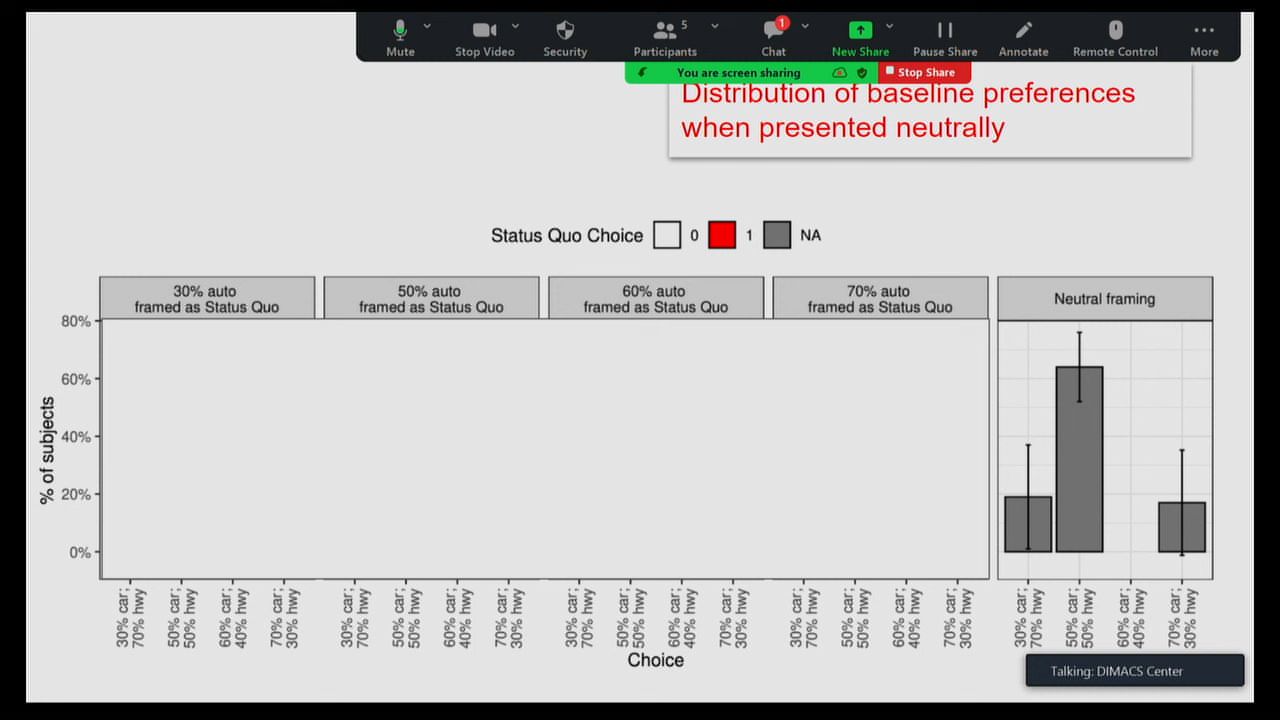 5
1
Mute
Stop Video
Security
Participants
Chat
New Share
Pause Share
Annotate
Remote Control
More
You are screen sharing
Stop Share
Distribution of baseline preferences
when presented neutrally
Status Quo Choice 0 1 NA
30% auto
framed as Status Quo
50% auto
framed as Status Quo
60% auto
framed as Status Quo
70% auto
framed as Status Quo
Neutral framing
% of subjects
80%
60%
40%
20%
0%
30% car;
70% hwy
50% car;
50% hwy
60% car;
40% hwy
70% car;
30% hwy
30% car;
70% hwy
50% car;
50% hwy
60% car;
40% hwy
70% car;
30% hwy
30% car;
70% hwy
50% car;
50% hwy
60% car;
40% hwy
70% car;
30% hwy
30% car;
70% hwy
50% car;
50% hwy
60% car;
40% hwy
70% car;
30% hwy
30% car;
70% hwy
50% car;
50% hwy
60% car;
40% hwy
70% car;
30% hwy
Choice
Talking: DIMACS Center